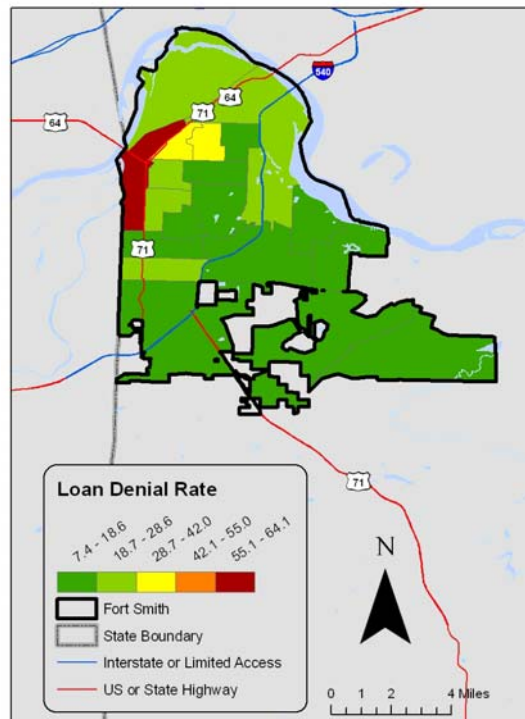 540
64
71
64
71
71
Loan Denial Rate
7.4 - 18.6
18.7 - 28.6
28.7 - 42.0
42.1 - 55.0
55.1 - 64.1
Fort Smith
State Boundary
Interstate or Limited Access
US or State Highway
N
0 1 2 4 Miles